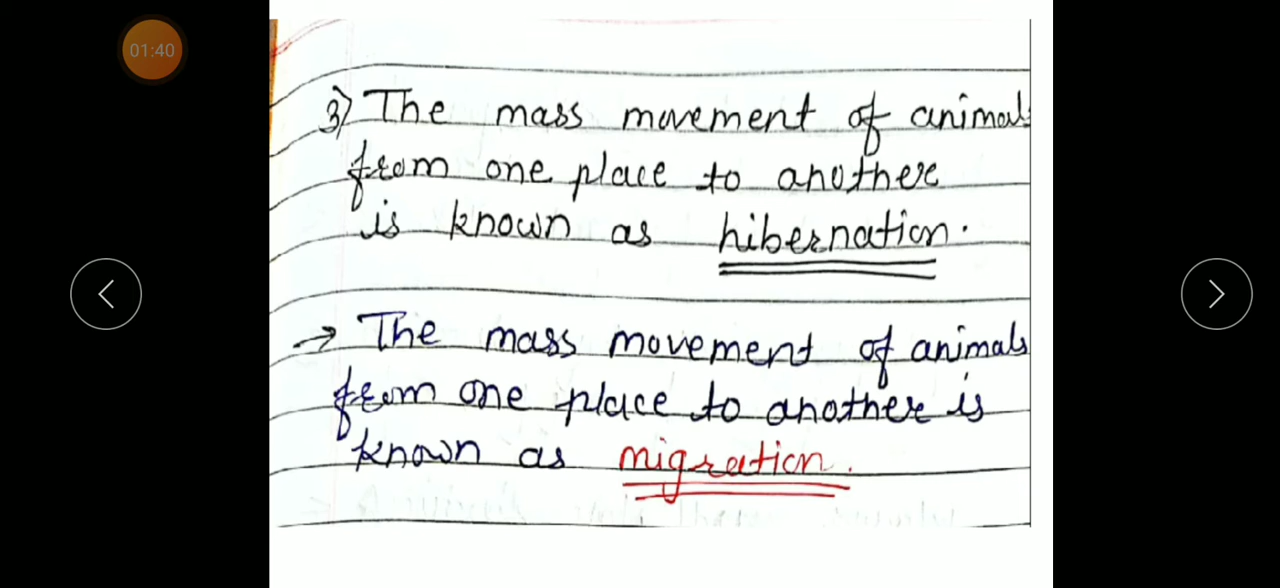 01:40
3) The mass movement of animals
from one place to another
is known as hibernation.
→ The mass movement of animals
from one place to another is
known as migration.